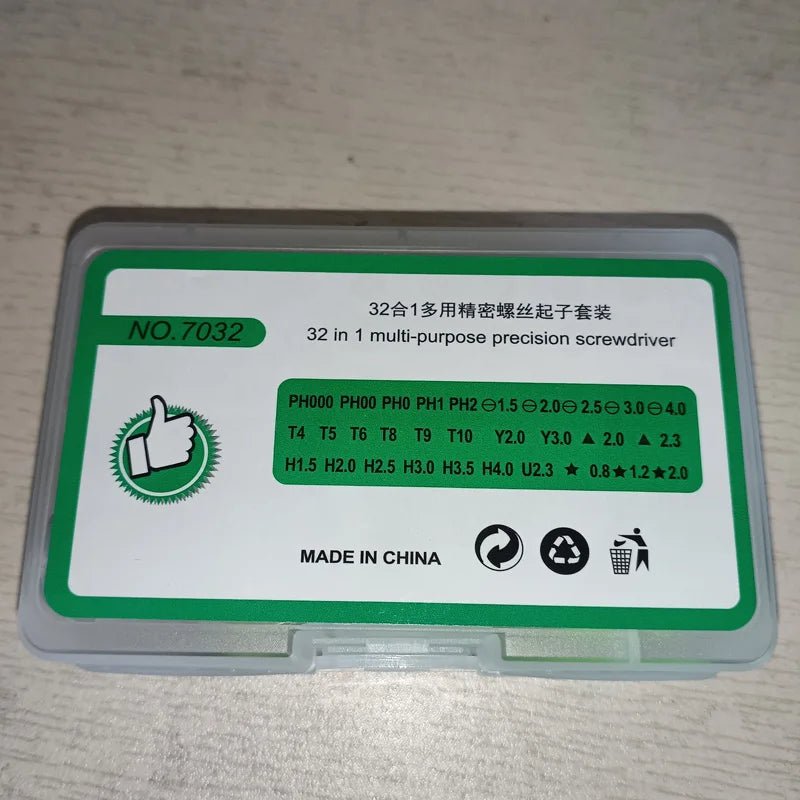 NO.7032
32合1多用精密螺丝起子套装
32 in 1 multi-purpose precision screwdriver
PH000 PH00 PH0 PH1 PH2 ⊖1.5 ⊖2.0 ⊖ 2.5 ⊖ 3.0 ⊖ 4.0
T4 T5 T6 T8 T9 T10 Y2.0 Y3.0 ▲ 2.0 ▲ 2.3
H1.5 H2.0 H2.5 H3.0 H3.5 H4.0 U2.3 ★ 0.8★1.2★2.0
MADE IN CHINA